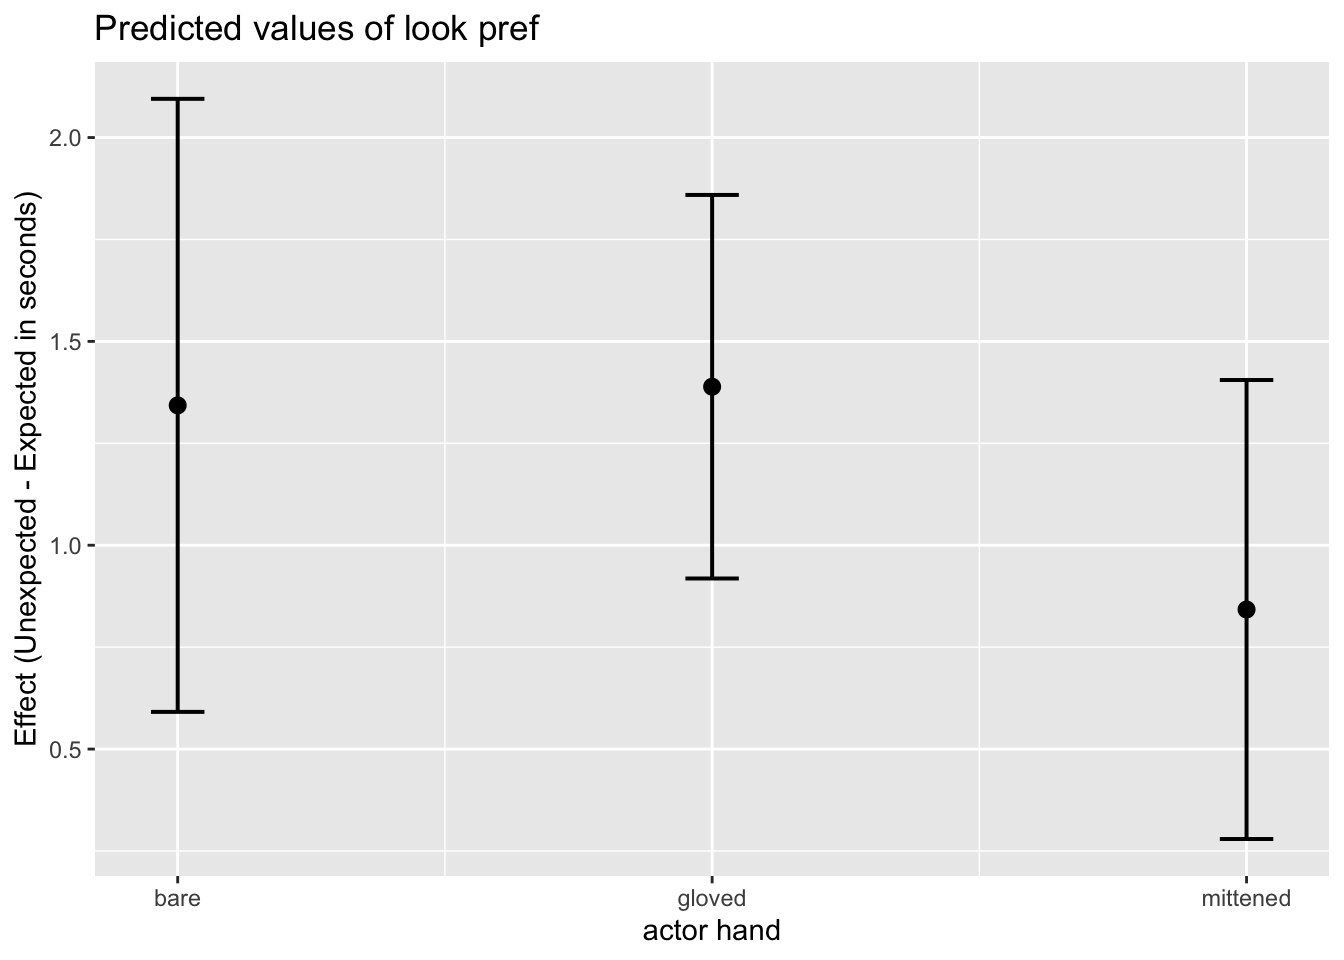 Predicted values of look pref
Effect (Unexpected - Expected in seconds)
2.0
1.5
1.0
0.5
bare
gloved
mittened
actor hand